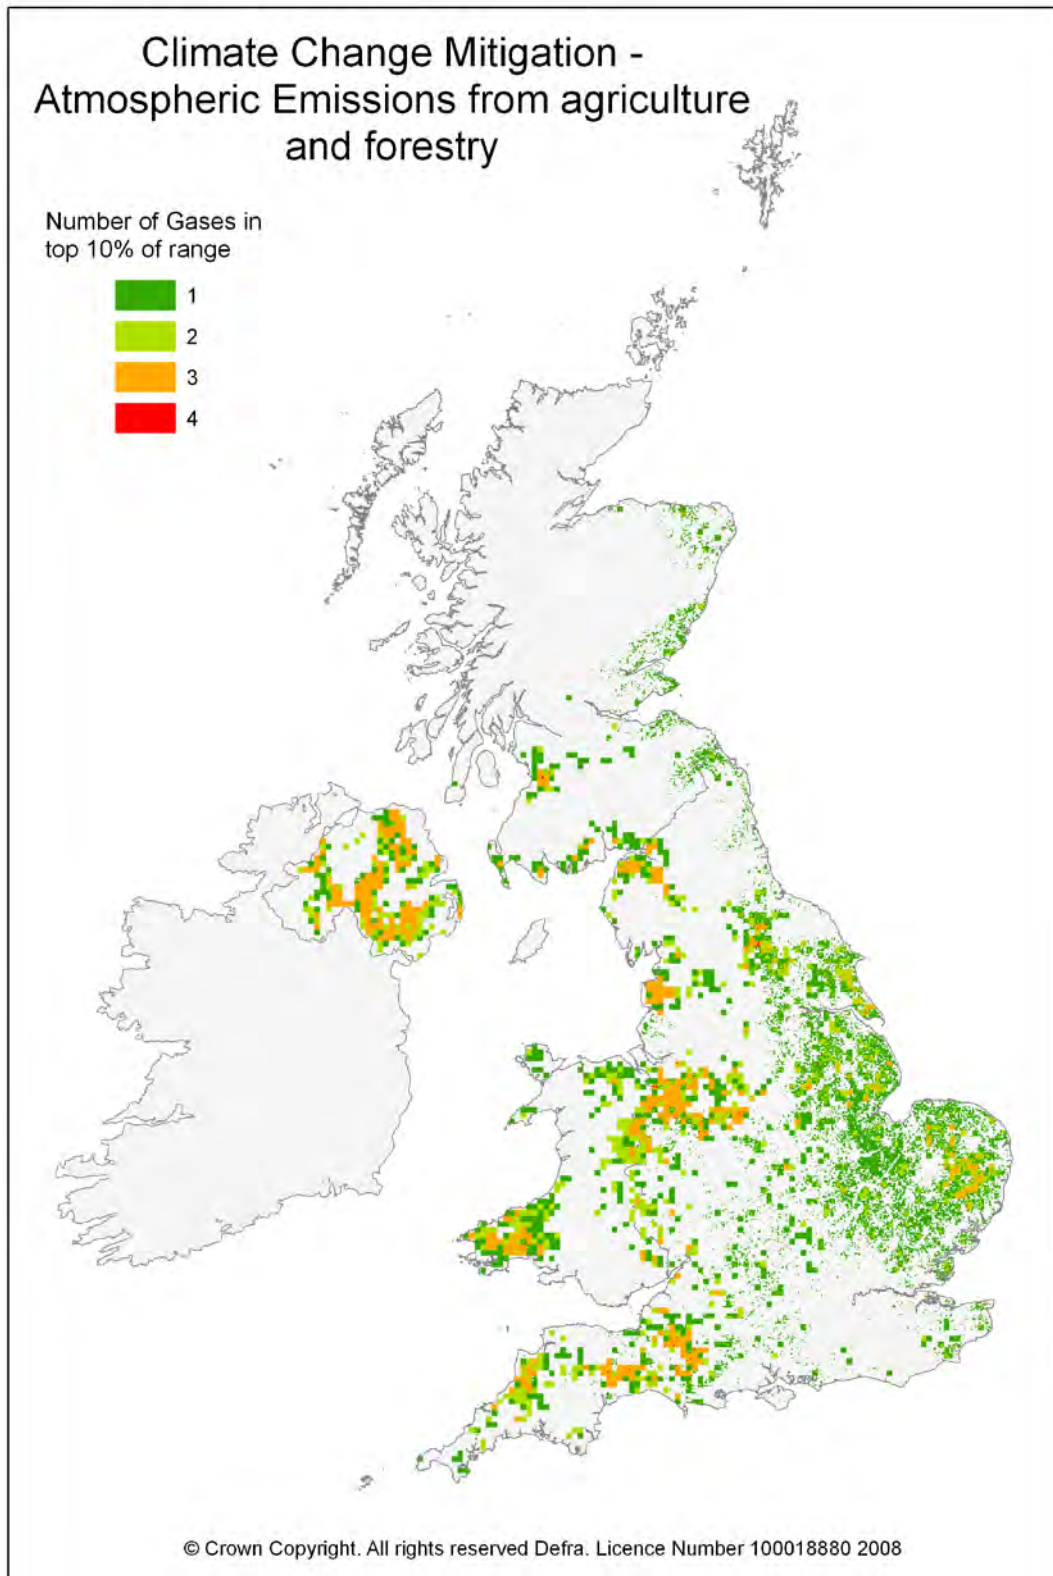 Climate Change Mitigation -
Atmospheric Emissions from agriculture
and forestry
Number of Gases in
top 10% of range
1
2
3
4
© Crown Copyright. All rights reserved Defra. Licence Number 100018880 2008